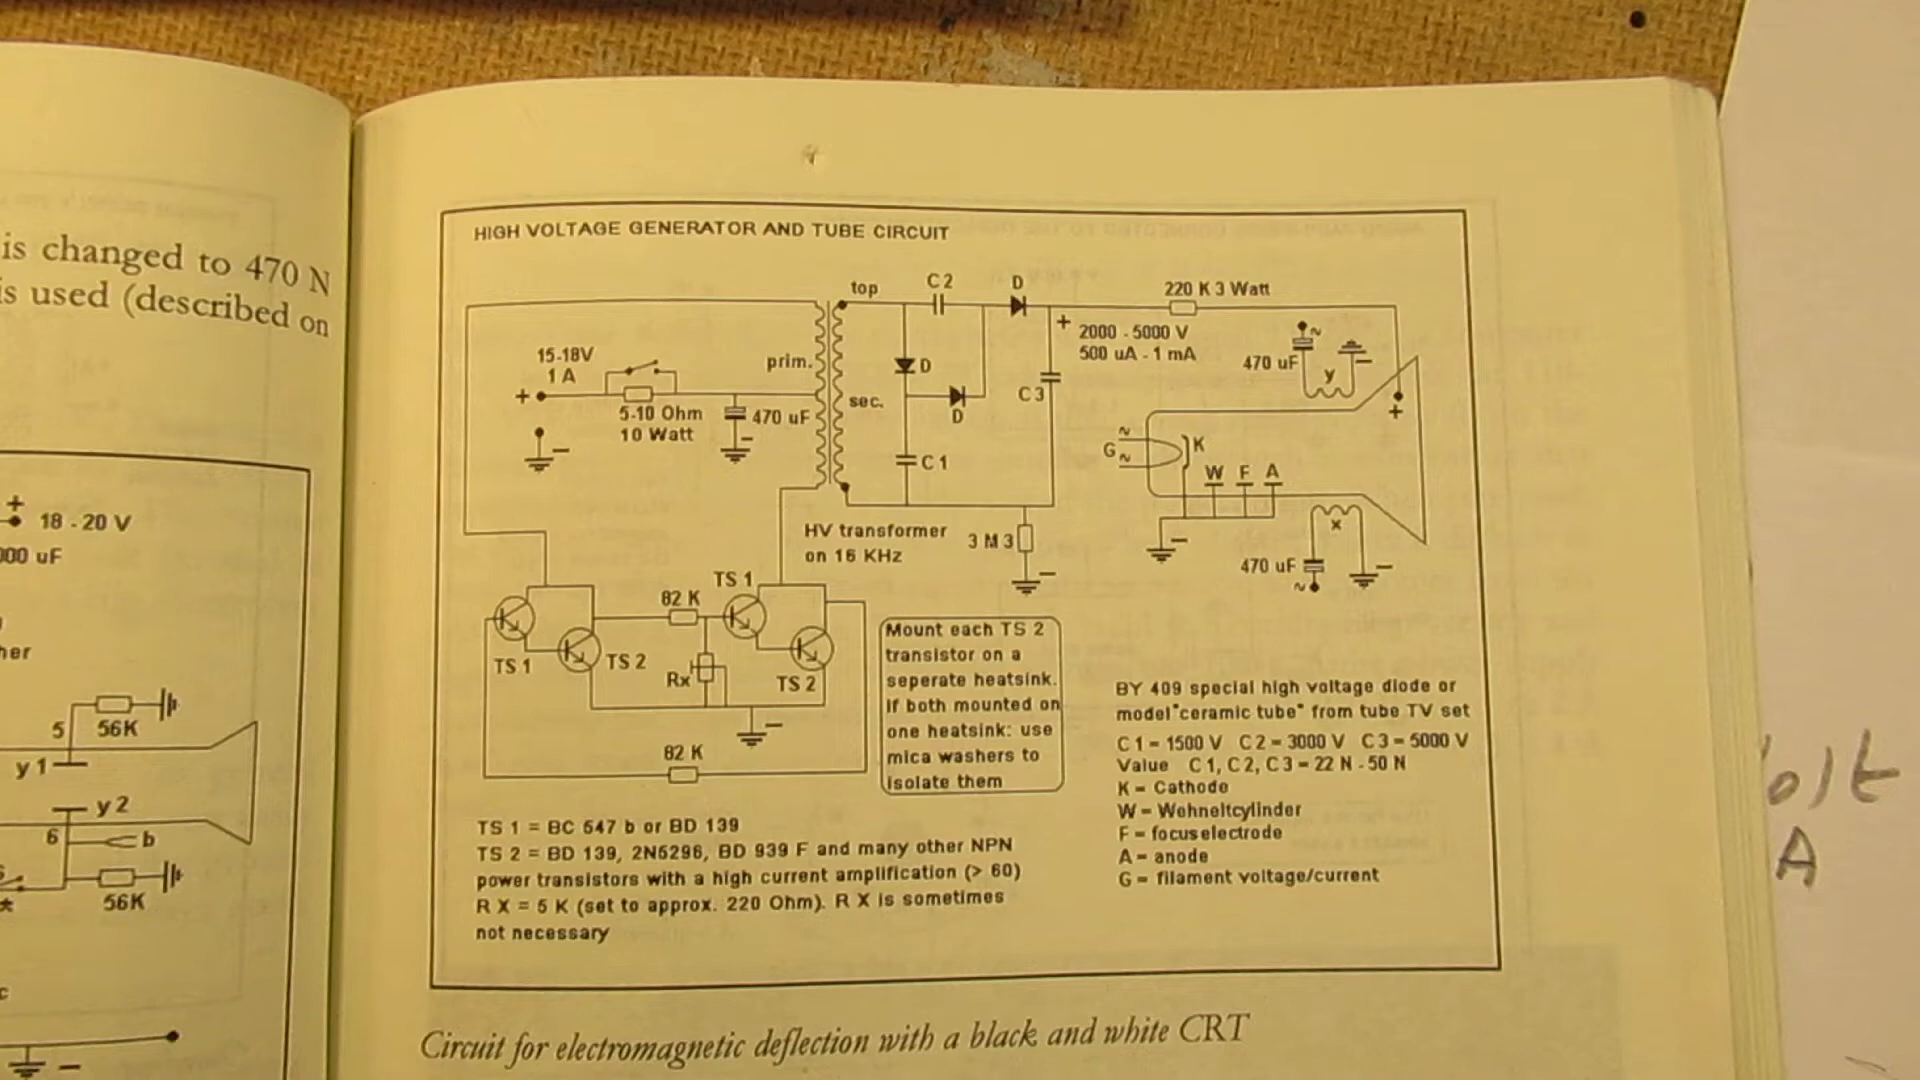 is changed to 470 N
is used (described on
+
18 - 20 V
000 uF
her
5
56K
y 1
y 2
6
b
56K
*
c
HIGH VOLTAGE GENERATOR AND TUBE CIRCUIT
top
C 2
D
220 K 3 Watt
+
2000 - 5000 V
500 uA - 1 mA
~
470 uF
y
15-18V
1 A
prim.
D
+
sec.
C 3
D
+
5-10 Ohm
10 Watt
470 uF
~
G
~
K
C 1
W F A
HV transformer
on 16 KHz
3 M 3
x
470 uF
~
TS 1
82 K
TS 1
TS 2
Rx
TS 2
82 K
Mount each TS 2
transistor on a
seperate heatsink.
If both mounted on
one heatsink: use
mica washers to
isolate them
BY 409 special high voltage diode or
model "ceramic tube" from tube TV set
C 1 = 1500 V C 2 = 3000 V C 3 = 5000 V
Value C 1, C 2, C 3 = 22 N - 50 N
K = Cathode
W = Wehneltcylinder
F = focuselectrode
A = anode
G = filament voltage/current
TS 1 = BC 547 b or BD 139
TS 2 = BD 139, 2N5296, BD 939 F and many other NPN
power transistors with a high current amplification (> 60)
R X = 5 K (set to approx. 220 Ohm). R X is sometimes
not necessary
Circuit for electromagnetic deflection with a black and white CRT
olt
A